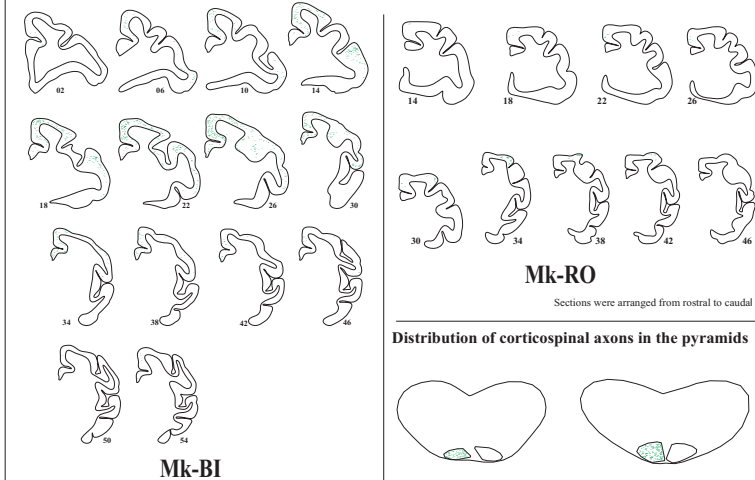 02 06 10 14
18 22 26 30
34 38 42 46
50 54
Mk-BI
14 18 22 26
30 34 38 42 46
Mk-RO
Sections were arranged from rostral to caudal
Distribution of corticospinal axons in the pyramids